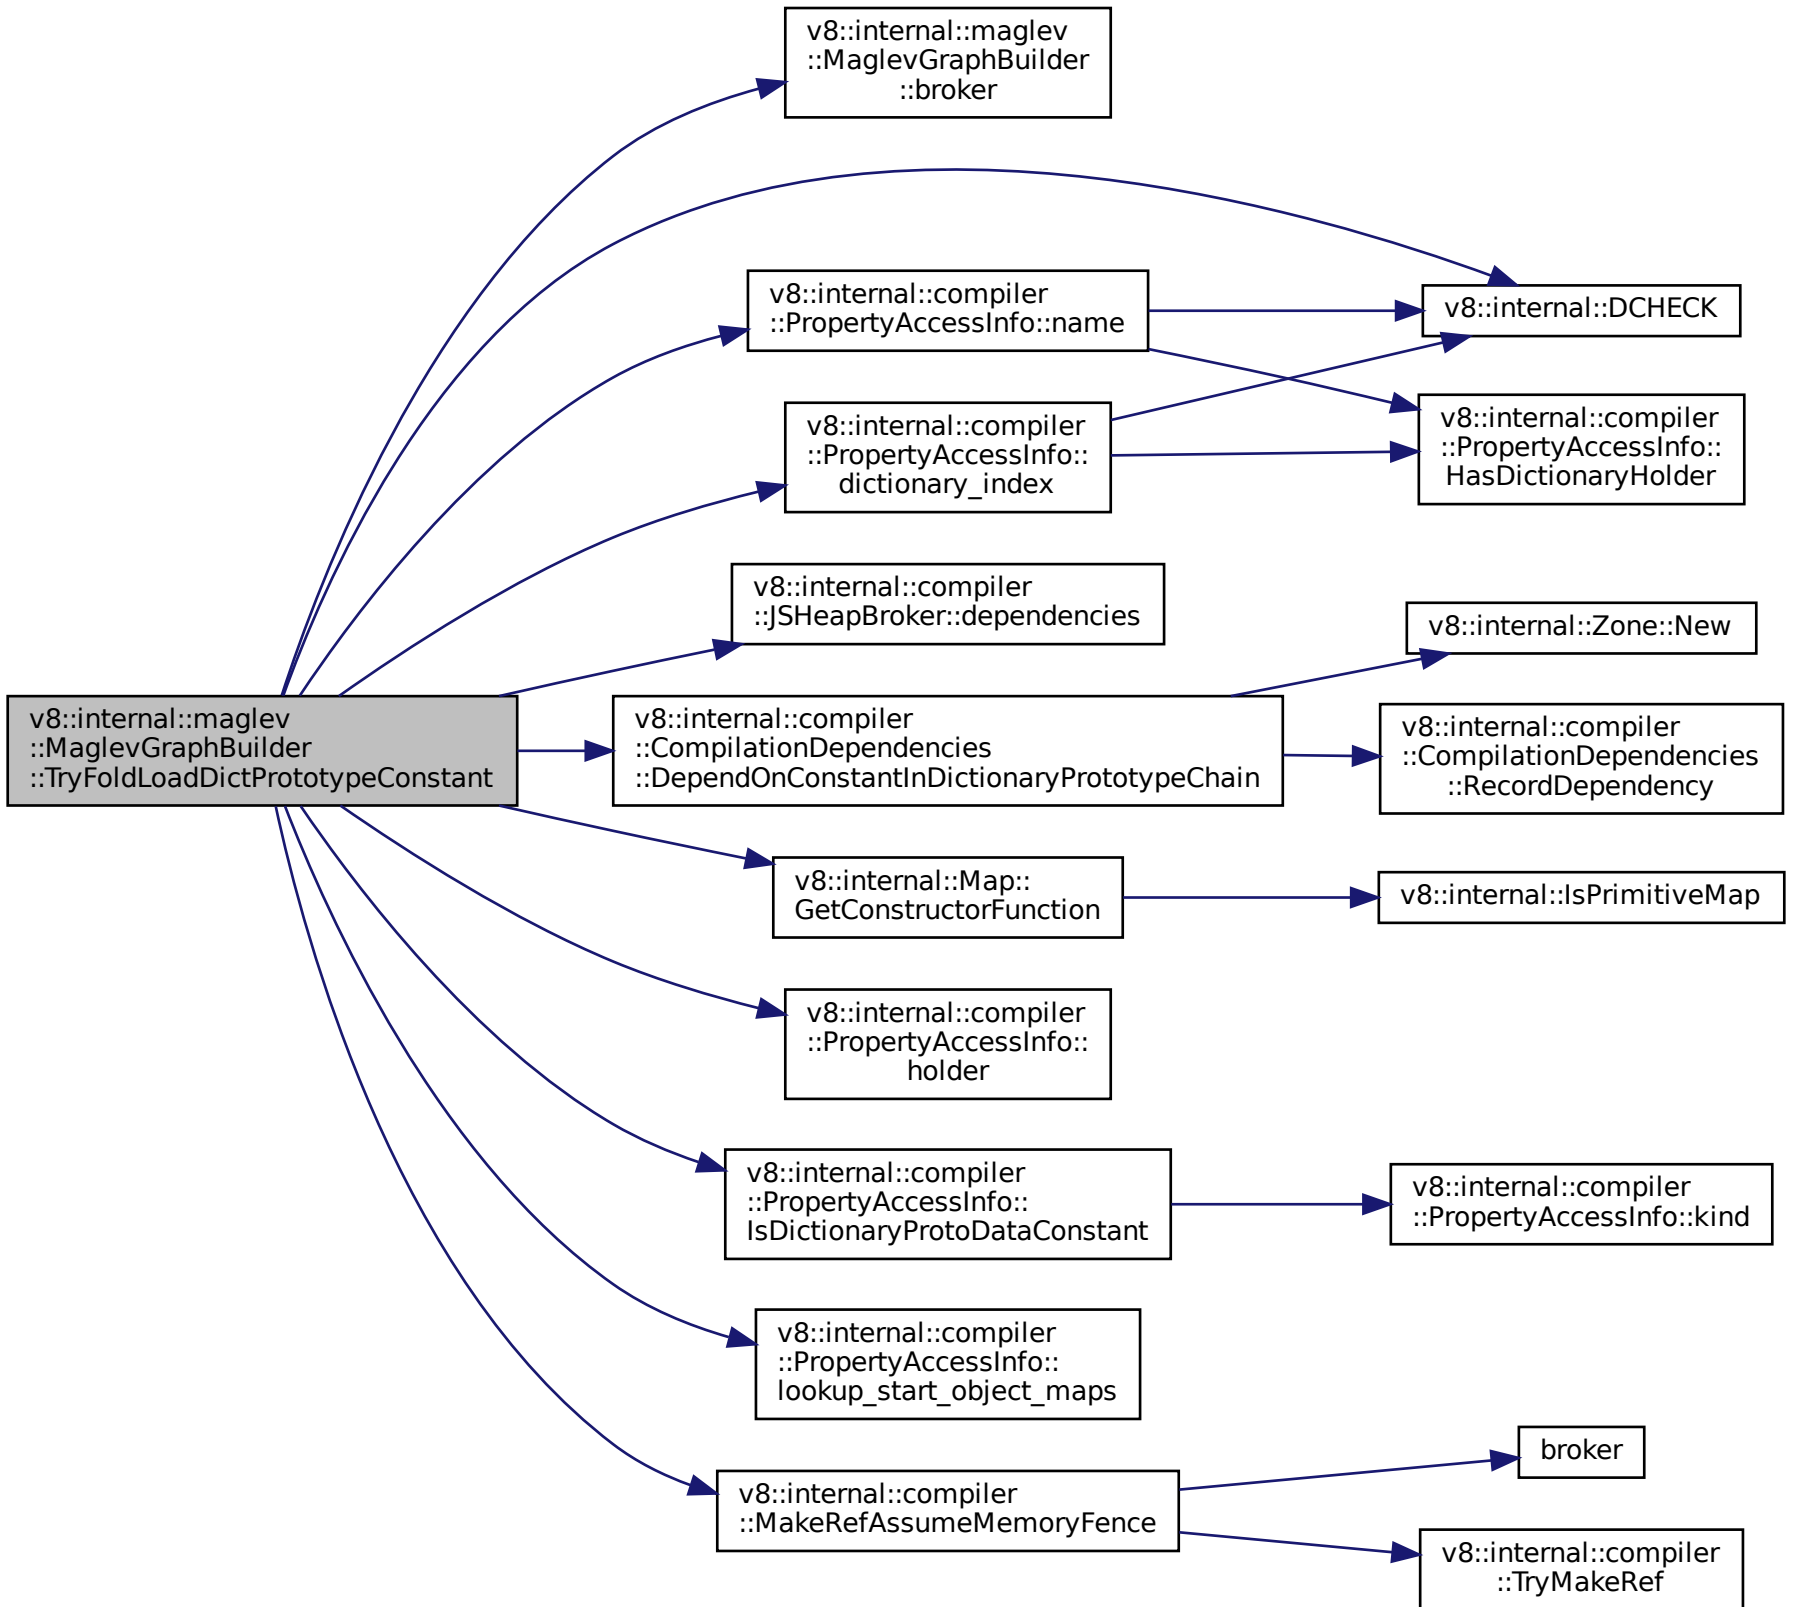 v8::internal::maglev
::MaglevGraphBuilder
::broker
v8::internal::compiler
::PropertyAccessInfo::name
v8::internal::DCHECK
v8::internal::compiler
::PropertyAccessInfo::
dictionary_index
v8::internal::compiler
::PropertyAccessInfo::
HasDictionaryHolder
v8::internal::compiler
::JSHeapBroker::dependencies
v8::internal::Zone::New
v8::internal::maglev
::MaglevGraphBuilder
::TryFoldLoadDictPrototypeConstant
v8::internal::compiler
::CompilationDependencies
::DependOnConstantInDictionaryPrototypeChain
v8::internal::compiler
::CompilationDependencies
::RecordDependency
v8::internal::Map::
GetConstructorFunction
v8::internal::IsPrimitiveMap
v8::internal::compiler
::PropertyAccessInfo::
holder
v8::internal::compiler
::PropertyAccessInfo::
IsDictionaryProtoDataConstant
v8::internal::compiler
::PropertyAccessInfo::kind
v8::internal::compiler
::PropertyAccessInfo::
lookup_start_object_maps
v8::internal::compiler
::MakeRefAssumeMemoryFence
broker
v8::internal::compiler
::TryMakeRef